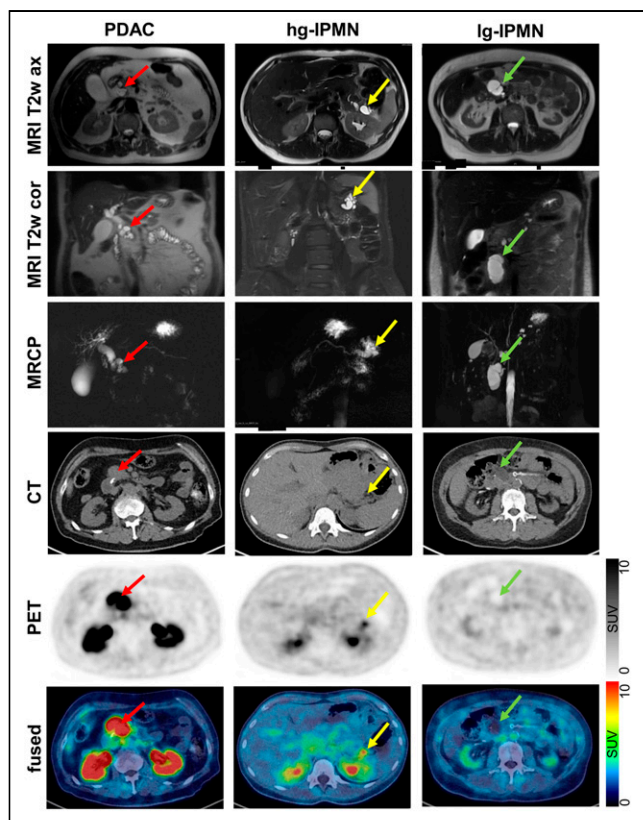 PDAC hg-IPMN lg-IPMN
MRI T2w ax
MRI T2w cor
MRCP
CT
PET
10
SUV
0
fused
10
SUV
0